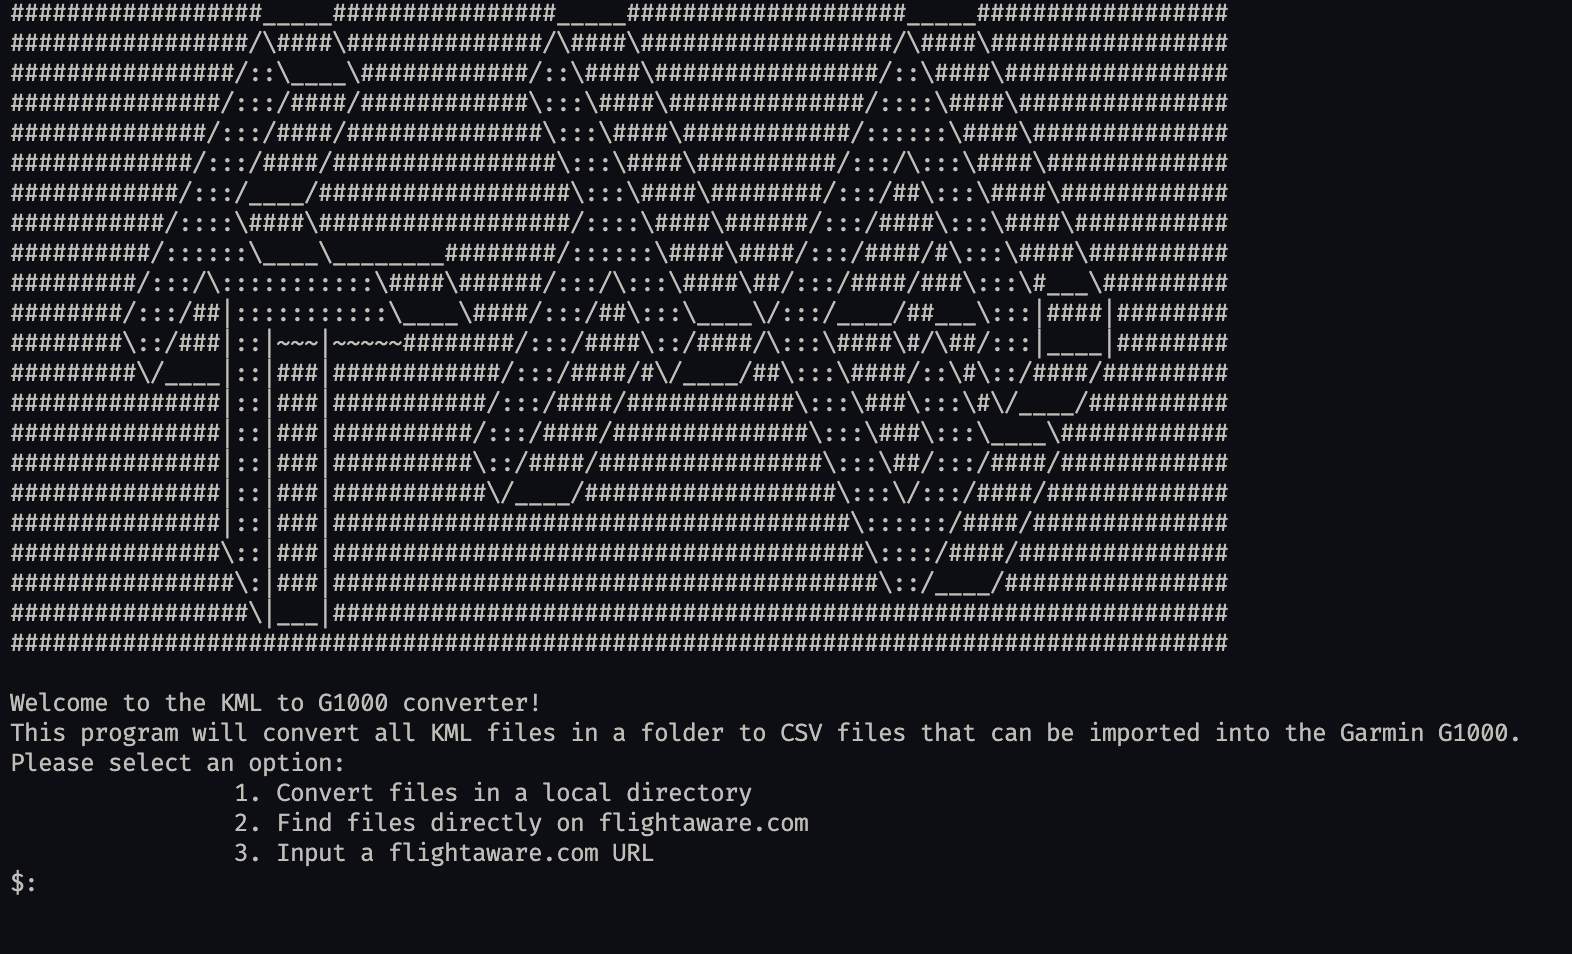 Welcome to the KML to G1000 converter!
This program will convert all KML files in a folder to CSV files that can be imported into the Garmin G1000.
Please select an option:
1. Convert files in a local directory
2. Find files directly on flightaware.com
3. Input a flightaware.com URL
$: